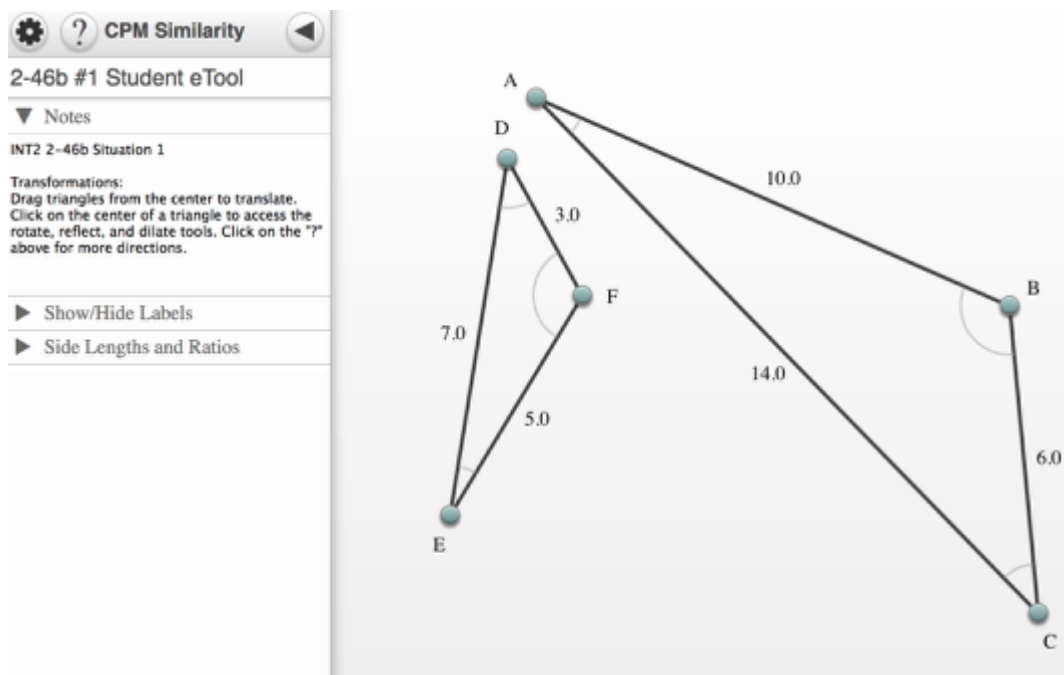 ? CPM Similarity
2-46b #1 Student eTool
Notes
INT2 2-46b Situation 1
Transformations:
Drag triangles from the center to translate.
Click on the center of a triangle to access the
rotate, reflect, and dilate tools. Click on the "?"
above for more directions.
Show/Hide Labels
Side Lengths and Ratios
A
D
10.0
3.0
B
F
7.0
14.0
5.0
6.0
E
C